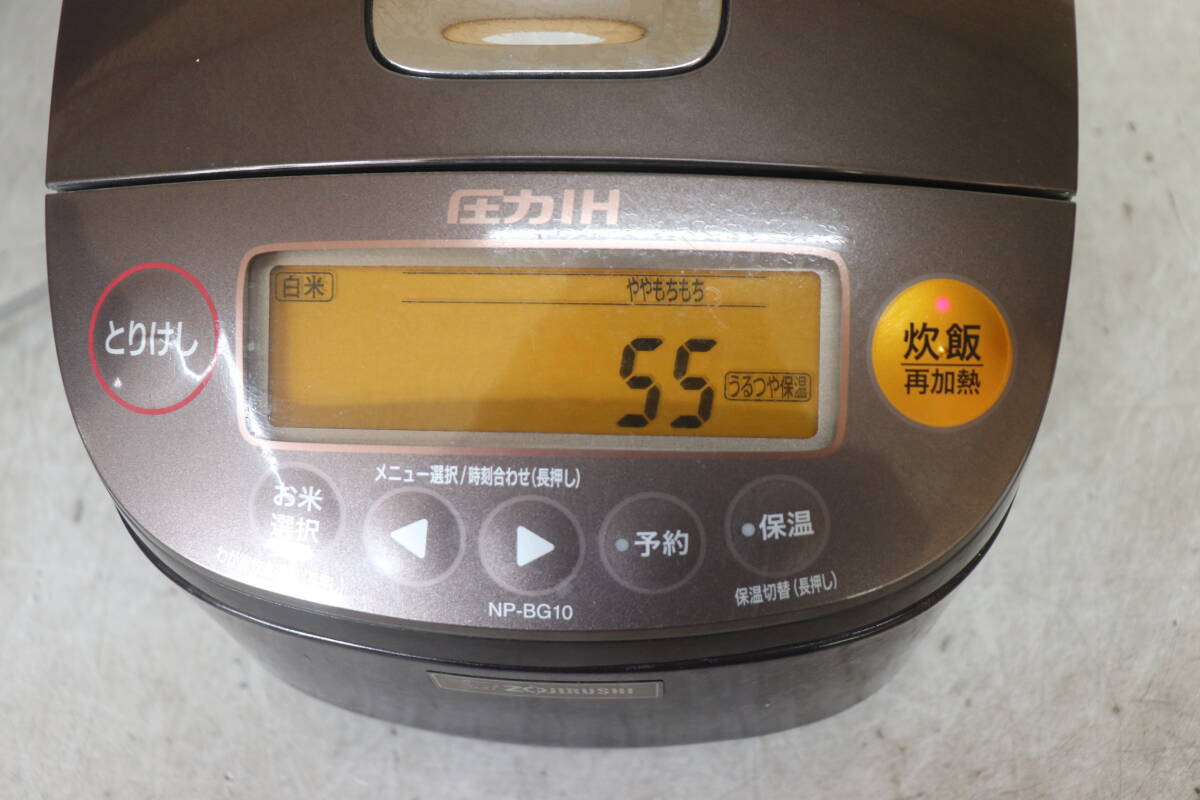 圧力IH
白米
ややもちもち
55
うるつや保温
とりけし
炊飯
再加熱
メニュー選択/時刻合わせ(長押し)
お米
選択
予約
保温
保温切替(長押し)
NP-BG10
ZOJIRUSHI